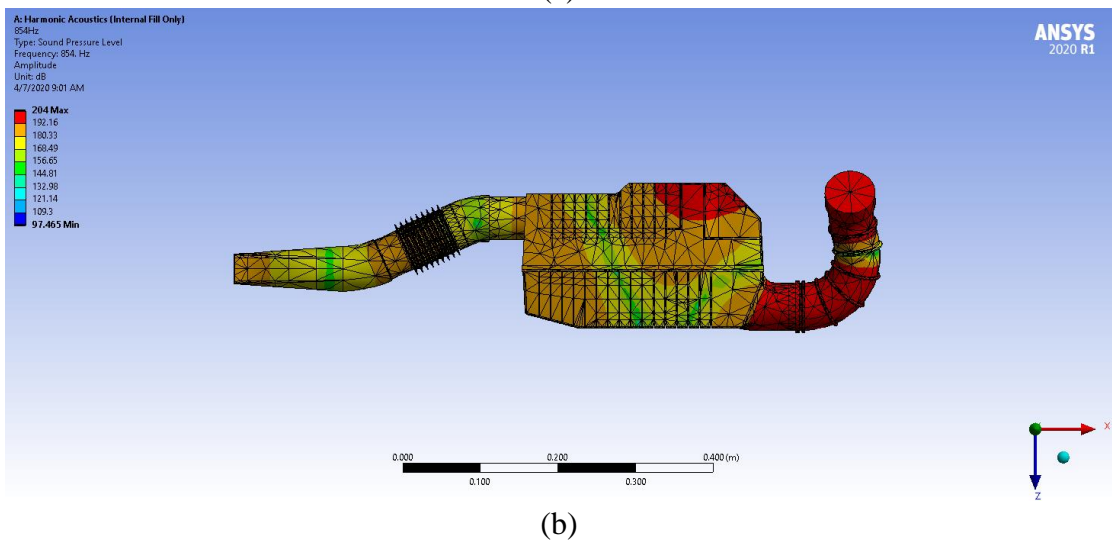 A: Harmonic Acoustics (Internal Fill Only)
854Hz
Type: Sound Pressure Level
Frequency: 854. Hz
Amplitude
Unit: dB
4/7/2020 9:01 AM
204 Max
192.16
180.33
168.49
156.65
144.81
132.98
121.14
109.3
97.465 Min
ANSYS
2020 R1
0.000
0.200
0.400 (m)
0.100
0.300
X
Z
(b)